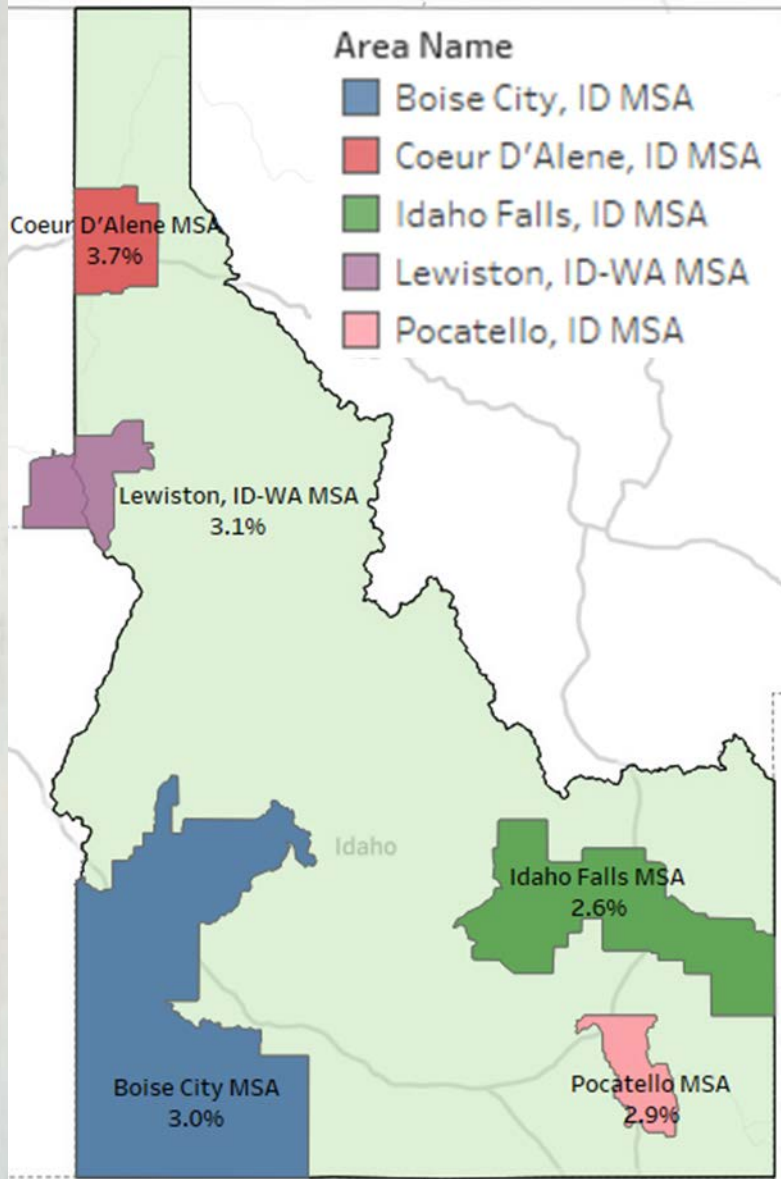 Area Name
Boise City, ID MSA
Coeur D'Alene, ID MSA
Idaho Falls, ID MSA
Lewiston, ID-WA MSA
Pocatello, ID MSA
Coeur D'Alene MSA
3.7%
Lewiston, ID-WA MSA
3.1%
Idaho
Idaho Falls MSA
2.6%
Boise City MSA
3.0%
Pocatello MSA
2.9%